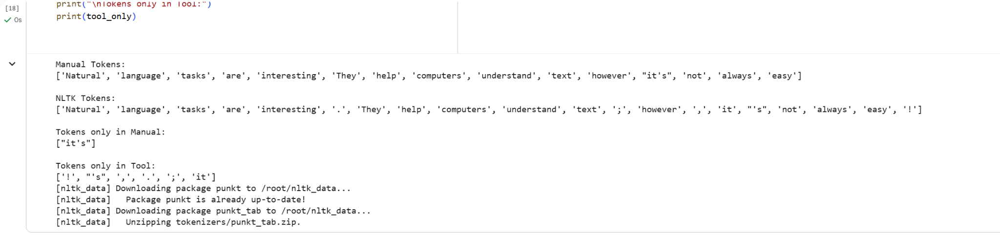 print("\nTokens only in Tool:")
[18]
print(tool_only)
0s
Manual Tokens:
['Natural', 'language', 'tasks', 'are', 'interesting', 'They', 'help', 'computers', 'understand', 'text', 'however', "it's", 'not', 'always', 'easy']
NLTK Tokens:
['Natural', 'language', 'tasks', 'are', 'interesting', '.', 'They', 'help', 'computers', 'understand', 'text', ';', 'however', ',', 'it', "'s", 'not', 'always', 'easy', '!']
Tokens only in Manual:
["it's"]
Tokens only in Tool:
['!', "'s", ',', '.', ';', 'it']
[nltk_data] Downloading package punkt to /root/nltk_data...
[nltk_data]   Package punkt is already up-to-date!
[nltk_data] Downloading package punkt_tab to /root/nltk_data...
[nltk_data]   Unzipping tokenizers/punkt_tab.zip.